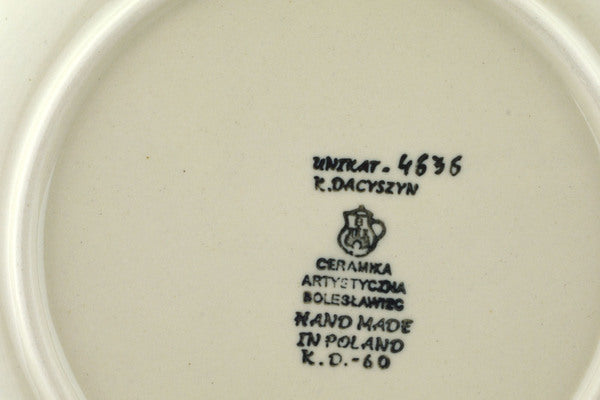 UNIKAT. 4636
K. DACYSZYN
CERAMIKA
ARTYSTYCZNA
BOLESŁAWIEC
HAND MADE
IN POLAND
K.D.-60